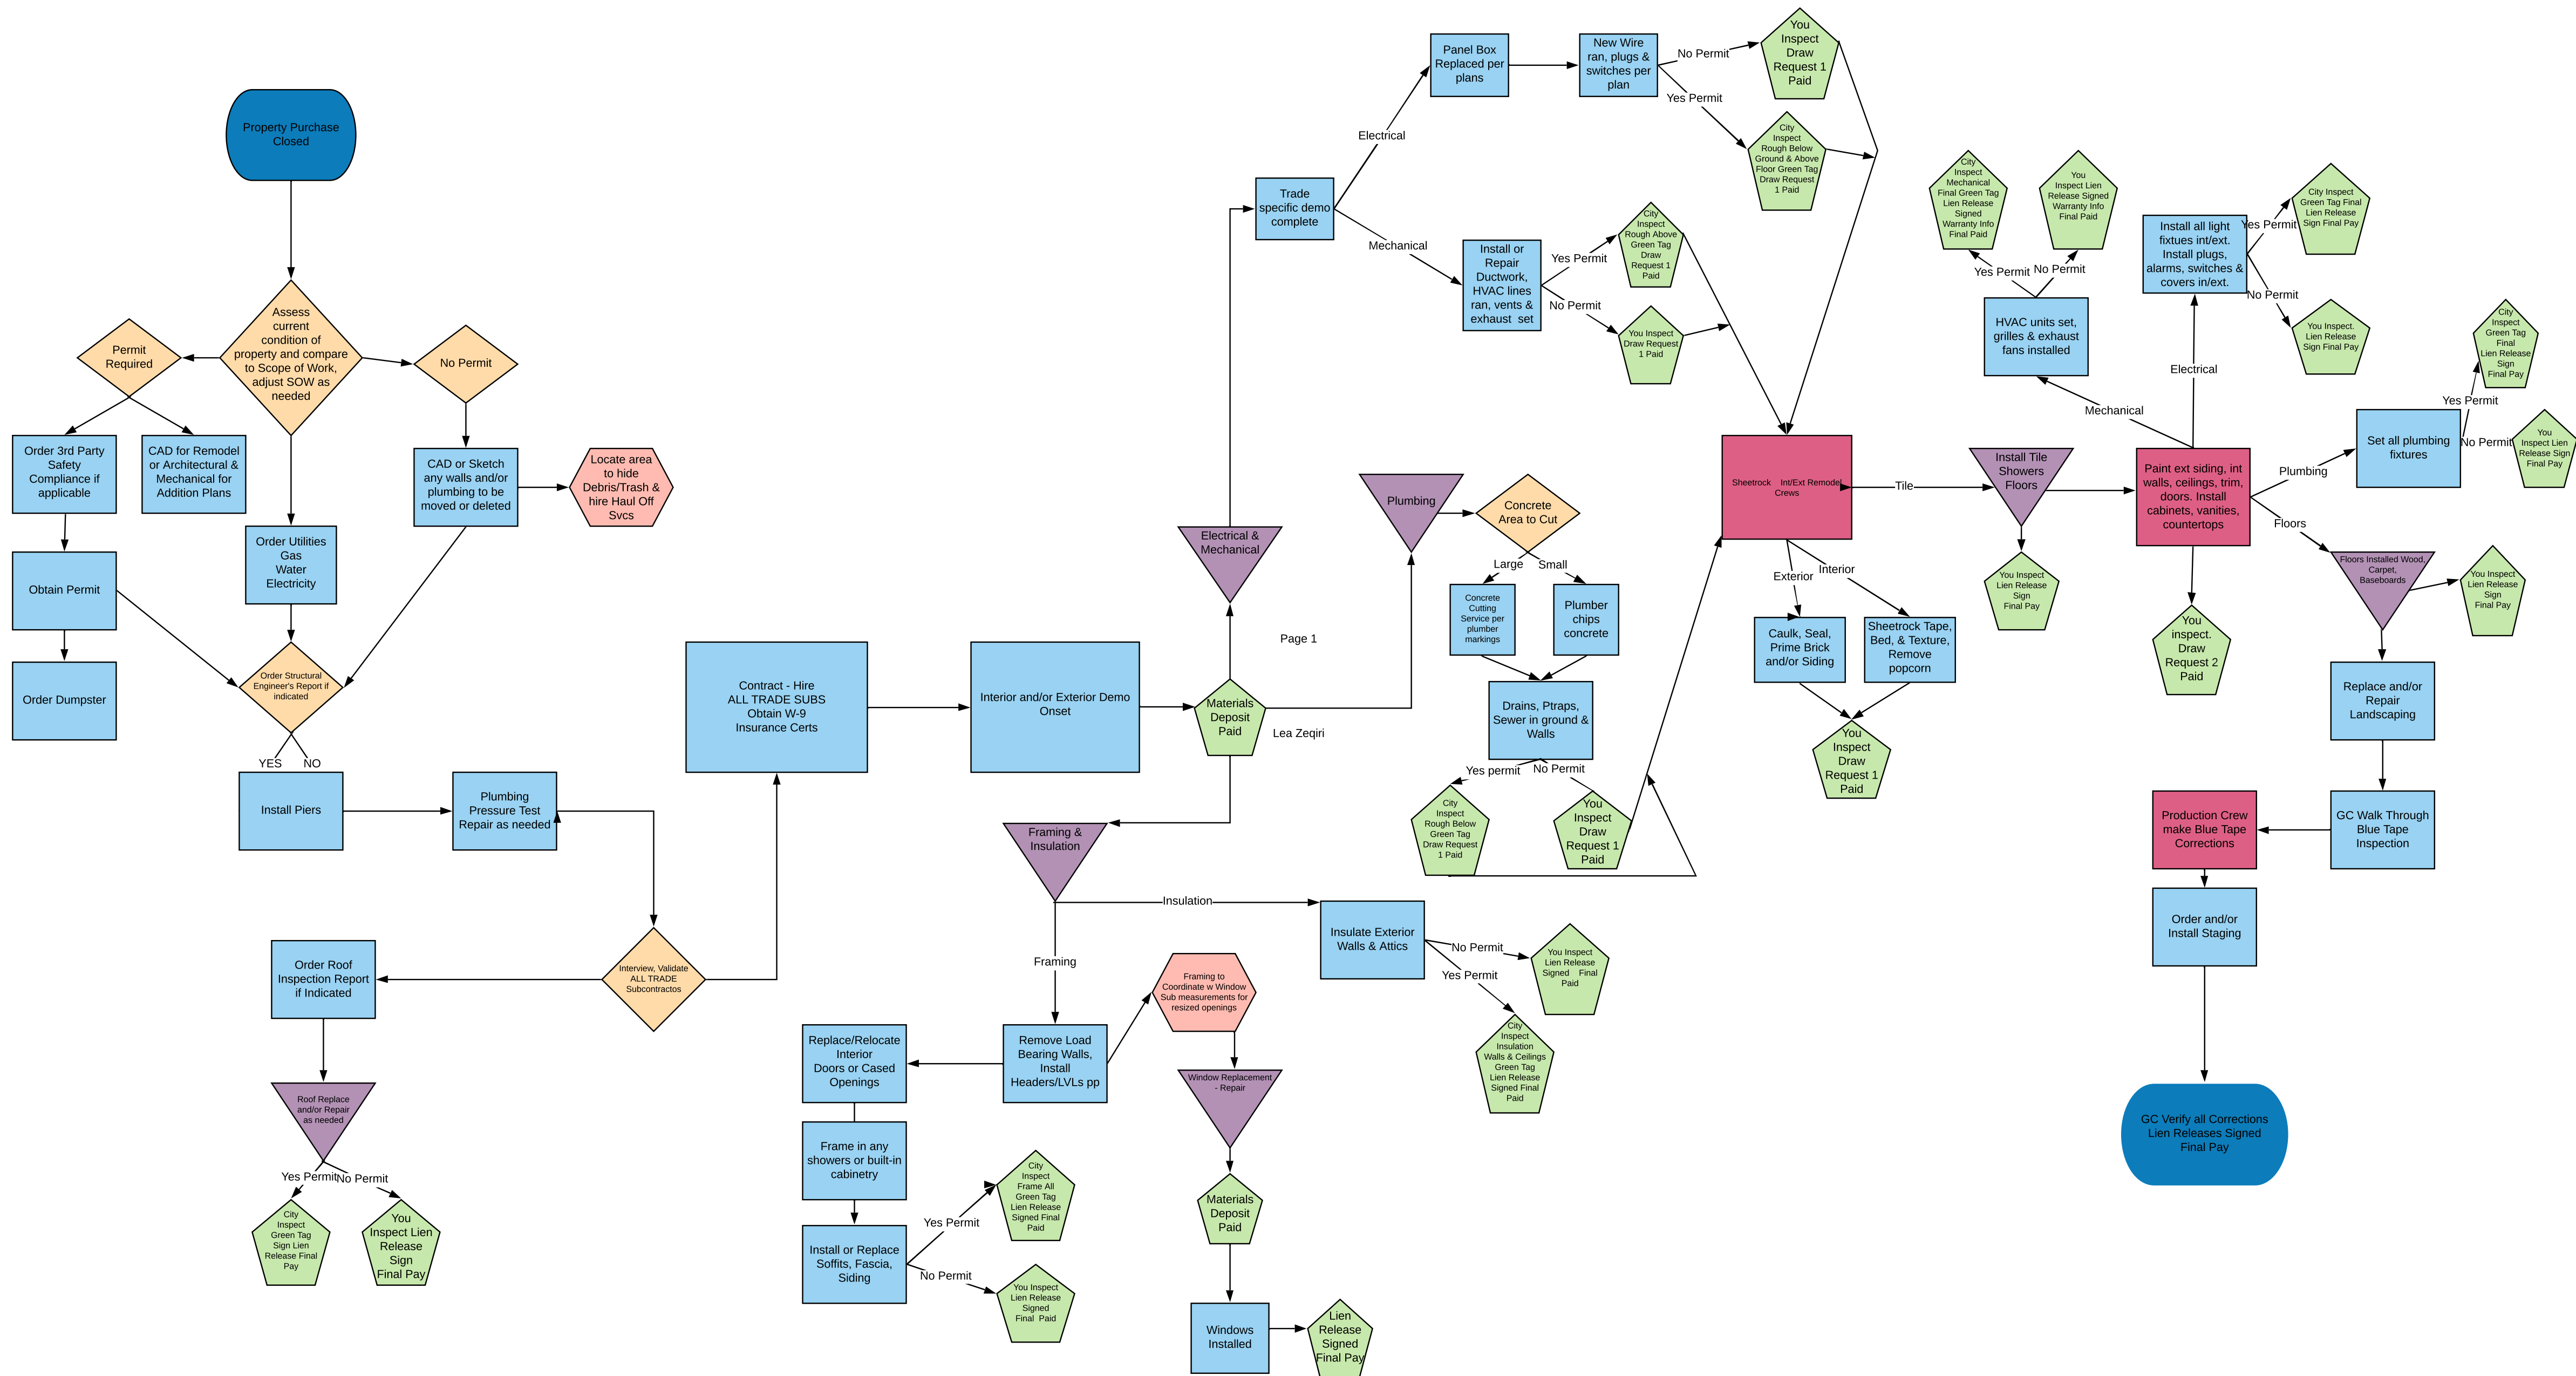 Property Purchase
Closed
Assess
current
condition of
property and compare
to Scope of Work,
adjust SOW as
needed
Permit
Required
No Permit
Order 3rd Party
Safety
Compliance if
applicable
CAD for Remodel
or Architectural &
Mechanical for
Addition Plans
CAD or Sketch
any walls and/or
plumbing to be
moved or deleted
Locate area
to hide
Debris/Trash &
hire Haul Off
Svcs
Order Utilities
Gas
Water
Electricity
Obtain Permit
Order Dumpster
Order Structural
Engineer's Report if
indicated
YES
NO
Install Piers
Plumbing
Pressure Test
Repair as needed
Interview, Validate
ALL TRADE
Subcontractos
Order Roof
Inspection Report
if Indicated
Roof Replace
and/or Repair
as needed
Yes Permit
No Permit
City
Inspect
Green Tag
Sign Lien
Release Final
Pay
You
Inspect Lien
Release
Sign
Final Pay
Contract - Hire
ALL TRADE SUBS
Obtain W-9
Insurance Certs
Interior and/or Exterior Demo
Onset
Materials
Deposit
Paid
Page 1
Lea Zeqiri
Electrical &
Mechanical
Trade
specific demo
complete
Electrical
Panel Box
Replaced per
plans
New Wire
ran, plugs &
switches per
plan
No Permit
Yes Permit
You
Inspect
Draw
Request 1
Paid
City
Inspect
Rough Below
Ground & Above
Floor Green Tag
Draw Request
1 Paid
Mechanical
Install or
Repair
Ductwork,
HVAC lines
ran, vents &
exhaust set
Yes Permit
No Permit
City
Inspect
Rough Above
Green Tag
Draw
Request 1
Paid
You Inspect
Draw Request
1 Paid
Plumbing
Concrete
Area to Cut
Large
Small
Concrete
Cutting
Service per
plumber
markings
Plumber
chips
concrete
Drains, Ptraps,
Sewer in ground &
Walls
Yes permit
No Permit
City
Inspect
Rough Below
Green Tag
Draw Request
1 Paid
You
Inspect
Draw
Request 1
Paid
Framing &
Insulation
Insulation
Framing
Insulate Exterior
Walls & Attics
No Permit
Yes Permit
You Inspect
Lien Release
Signed Final
Paid
City
Inspect
Insulation
Walls & Ceilings
Green Tag
Lien Release
Signed Final
Paid
Remove Load
Bearing Walls,
Install
Headers/LVLs pp
Framing to
Coordinate w Window
Sub measurements for
resized openings
Replace/Relocate
Interior
Doors or Cased
Openings
Frame in any
showers or built-in
cabinetry
Install or Replace
Soffits, Fascia,
Siding
Yes Permit
No Permit
City
Inspect
Frame All
Green Tag
Lien Release
Signed Final
Paid
You Inspect
Lien Release
Signed
Final Paid
Window Replacement
- Repair
Materials
Deposit
Paid
Windows
Installed
Lien
Release
Signed
Final Pay
Sheetrock Int/Ext Remodel
Crews
Tile
Exterior
Interior
Caulk, Seal,
Prime Brick
and/or Siding
Sheetrock Tape,
Bed, & Texture,
Remove
popcorn
You
Inspect
Draw
Request 1
Paid
Install Tile
Showers
Floors
You Inspect
Lien Release
Sign
Final Pay
Paint ext siding, int
walls, ceilings, trim,
doors. Install
cabinets, vanities,
countertops
Mechanical
HVAC units set,
grilles & exhaust
fans installed
Yes Permit
No Permit
City
Inspect
Mechanical
Final Green Tag
Lien Release
Signed
Warranty Info
Final Paid
You
Inspect Lien
Release Signed
Warranty Info
Final Paid
Electrical
Install all light
fixtues int/ext.
Install plugs,
alarms, switches &
covers in/ext.
Yes Permit
No Permit
City Inspect
Green Tag Final
Lien Release
Sign Final Pay
You Inspect.
Lien Release
Sign Final Pay
Plumbing
Set all plumbing
fixtures
Yes Permit
No Permit
City
Inspect
Green Tag
Final
Lien Release
Sign
Final Pay
You
Inspect Lien
Release Sign
Final Pay
Floors
Floors Installed Wood,
Carpet,
Baseboards
You Inspect
Lien Release
Sign
Final Pay
You
inspect.
Draw
Request 2
Paid
Replace and/or
Repair
Landscaping
GC Walk Through
Blue Tape
Inspection
Production Crew
make Blue Tape
Corrections
Order and/or
Install Staging
GC Verify all Corrections
Lien Releases Signed
Final Pay